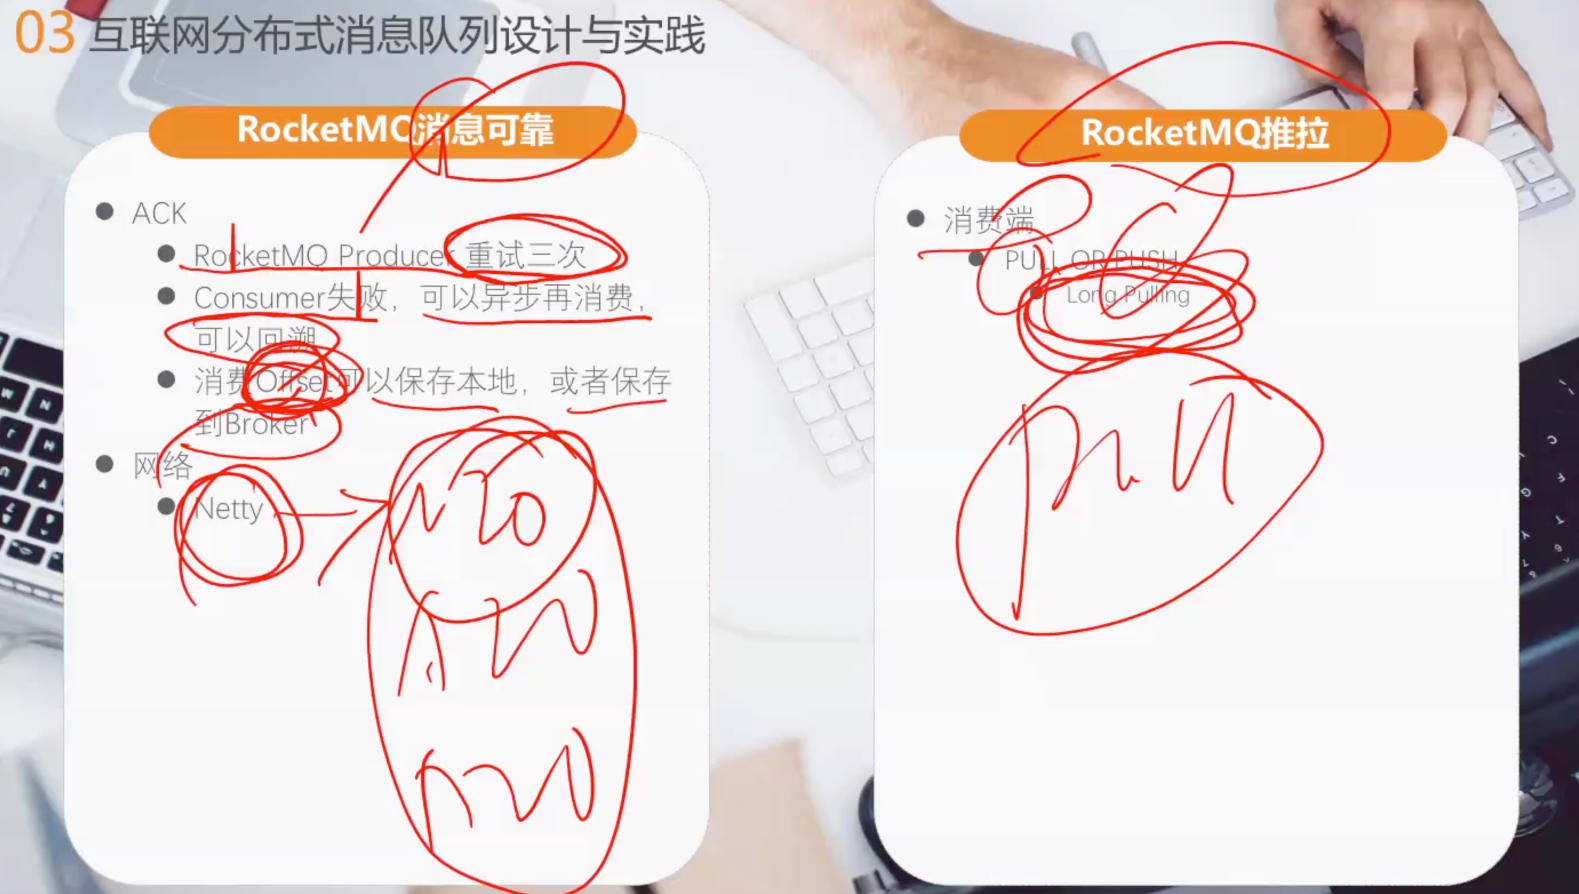 03 互联网分布式消息队列设计与实践
RocketMQ消息可靠
ACK
RocketMQ Producer 重试三次
Consumer失败，可以异步再消费，
可以回溯
消费Offset可以保存本地，或者保存
到Broker
网络
Netty
NIO
AIO
RocketMQ推拉
消费端
PULL OR PUSH
Long Pulling
pull